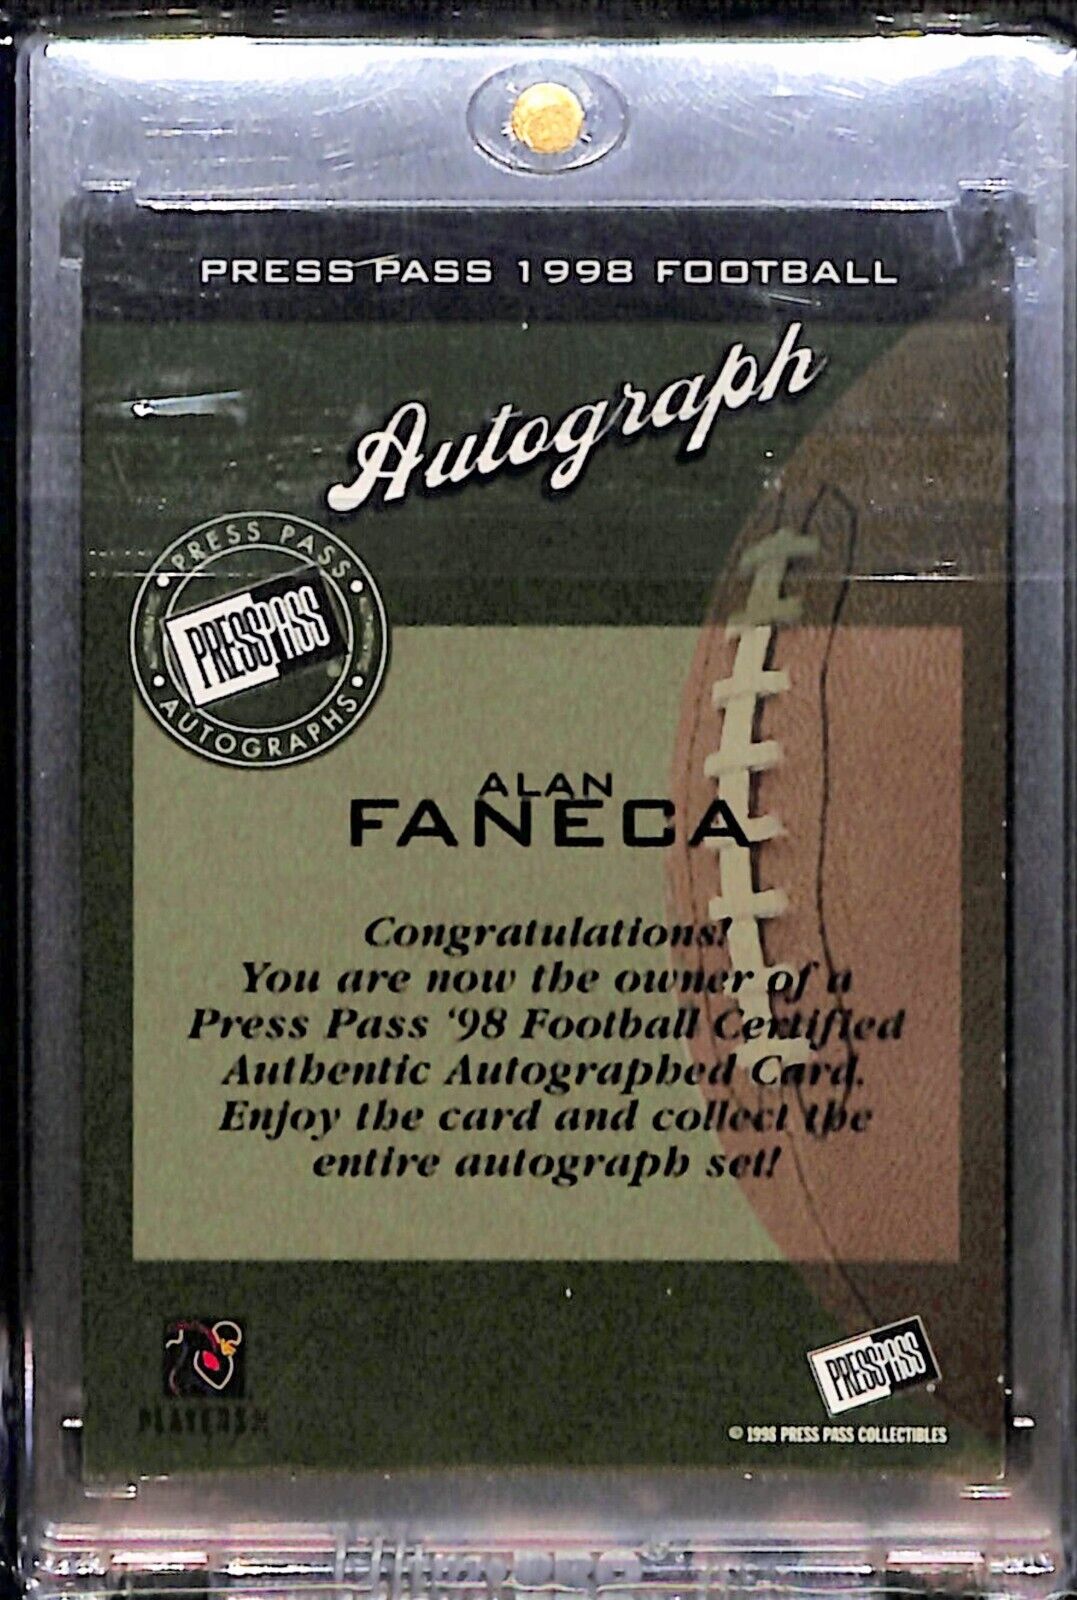 PRESS PASS 1998 FOOTBALL
Autograph
PRESS PASS
PRESS PASS
AUTOGRAPHS
ALAN
FANECA
Congratulations!
You are now the owner of a
Press Pass '98 Football Certified
Authentic Autographed Card.
Enjoy the card and collect the
entire autograph set!
PLAYERS
PRESS PASS
© 1998 PRESS PASS COLLECTIBLES